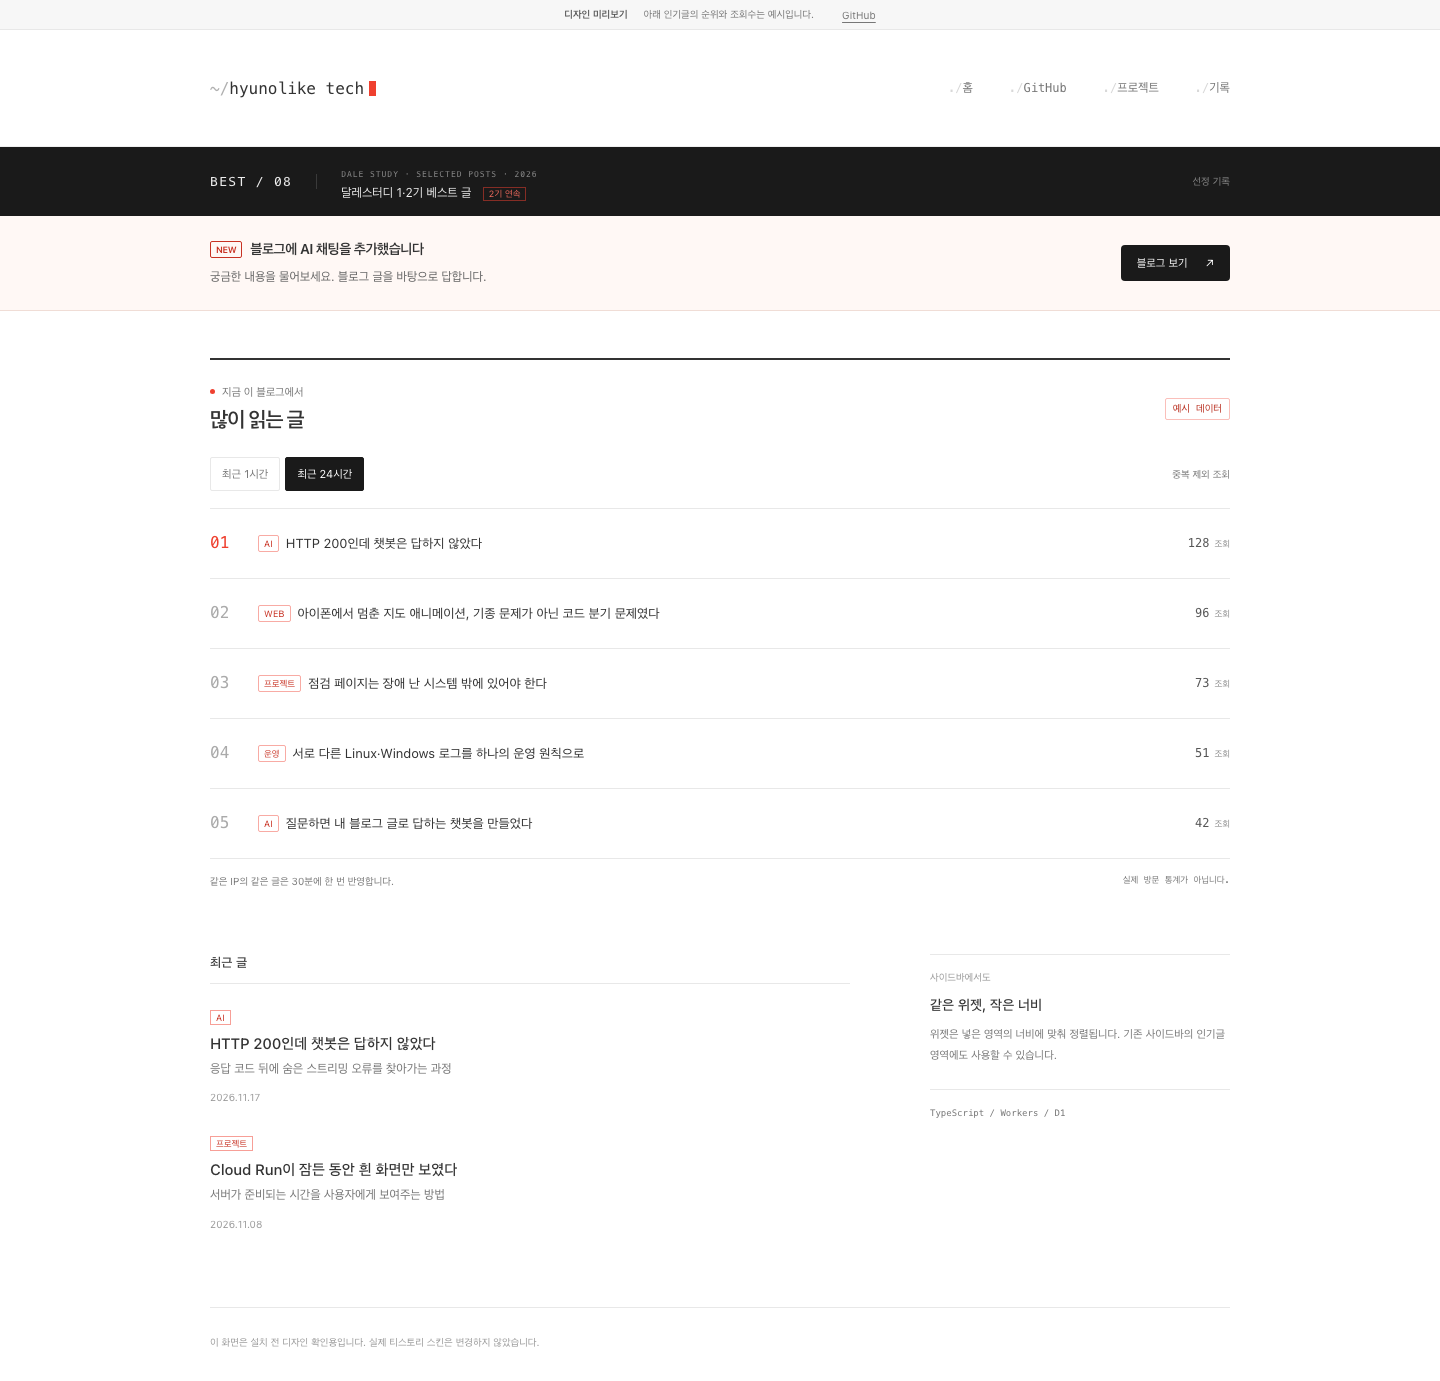 디자인 미리보기 아래 인기글의 순위와 조회수는 예시입니다. GitHub
~/hyunolike tech
./홈 ./GitHub ./프로젝트 ./기록
BEST / 08
DALE STUDY · SELECTED POSTS · 2026
달레스터디 1·2기 베스트 글 2기 연속
선정 기록
NEW 블로그에 AI 채팅을 추가했습니다
궁금한 내용을 물어보세요. 블로그 글을 바탕으로 답합니다.
블로그 보기 ↗
지금 이 블로그에서
많이 읽는 글
예시 데이터
최근 1시간 최근 24시간
중복 제외 조회
01 AI HTTP 200인데 챗봇은 답하지 않았다 128 조회
02 WEB 아이폰에서 멈춘 지도 애니메이션, 기종 문제가 아닌 코드 분기 문제였다 96 조회
03 프로젝트 점검 페이지는 장애 난 시스템 밖에 있어야 한다 73 조회
04 운영 서로 다른 Linux·Windows 로그를 하나의 운영 원칙으로 51 조회
05 AI 질문하면 내 블로그 글로 답하는 챗봇을 만들었다 42 조회
같은 IP의 같은 글은 30분에 한 번 반영합니다.
실제 방문 통계가 아닙니다.
최근 글
AI
HTTP 200인데 챗봇은 답하지 않았다
응답 코드 뒤에 숨은 스트리밍 오류를 찾아가는 과정
2026.11.17
프로젝트
Cloud Run이 잠든 동안 흰 화면만 보였다
서버가 준비되는 시간을 사용자에게 보여주는 방법
2026.11.08
사이드바에서도
같은 위젯, 작은 너비
위젯은 넣은 영역의 너비에 맞춰 정렬됩니다. 기존 사이드바의 인기글
영역에도 사용할 수 있습니다.
TypeScript / Workers / D1
이 화면은 설치 전 디자인 확인용입니다. 실제 티스토리 스킨은 변경하지 않았습니다.